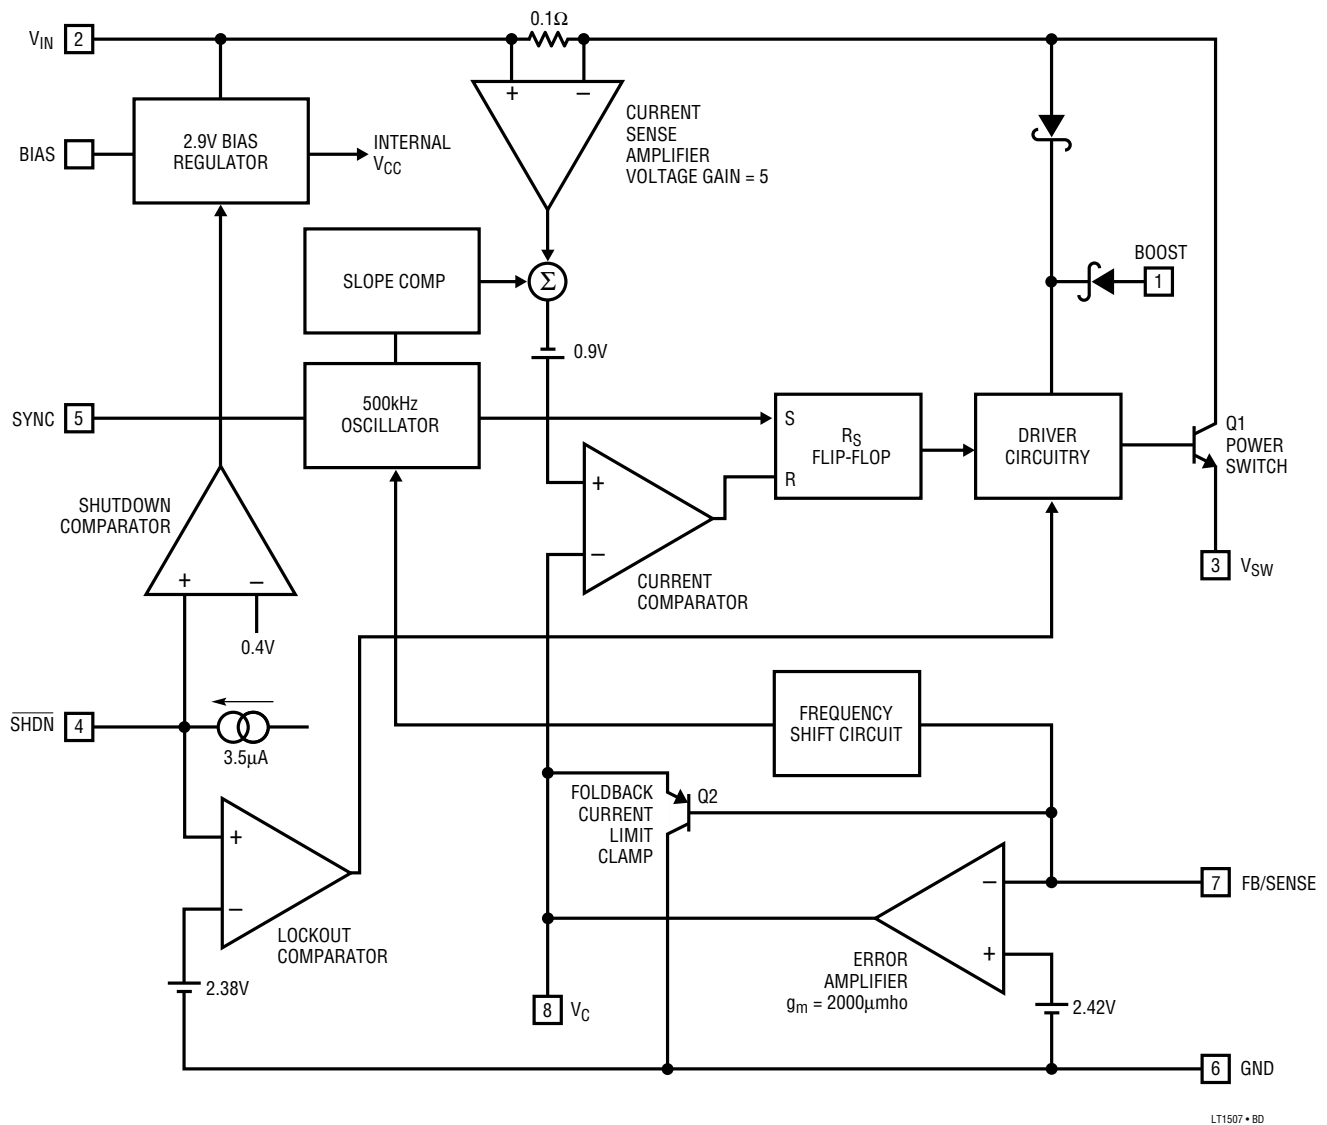 0.1Ω
VIN
2
+
–
CURRENT
SENSE
AMPLIFIER
VOLTAGE GAIN = 5
BIAS
2.9V BIAS
REGULATOR
INTERNAL
VCC
SLOPE COMP
Σ
BOOST
1
0.9V
SYNC
5
500kHz
OSCILLATOR
S
R
RS
FLIP-FLOP
DRIVER
CIRCUITRY
Q1
POWER
SWITCH
SHUTDOWN
COMPARATOR
+
–
0.4V
+
–
CURRENT
COMPARATOR
3
VSW
SHDN
4
3.5µA
FREQUENCY
SHIFT CIRCUIT
FOLDBACK
CURRENT
LIMIT
CLAMP
Q2
+
–
LOCKOUT
COMPARATOR
2.38V
–
+
7
FB/SENSE
ERROR
AMPLIFIER
gm = 2000µmho
2.42V
8
VC
6
GND
LT1507 • BD